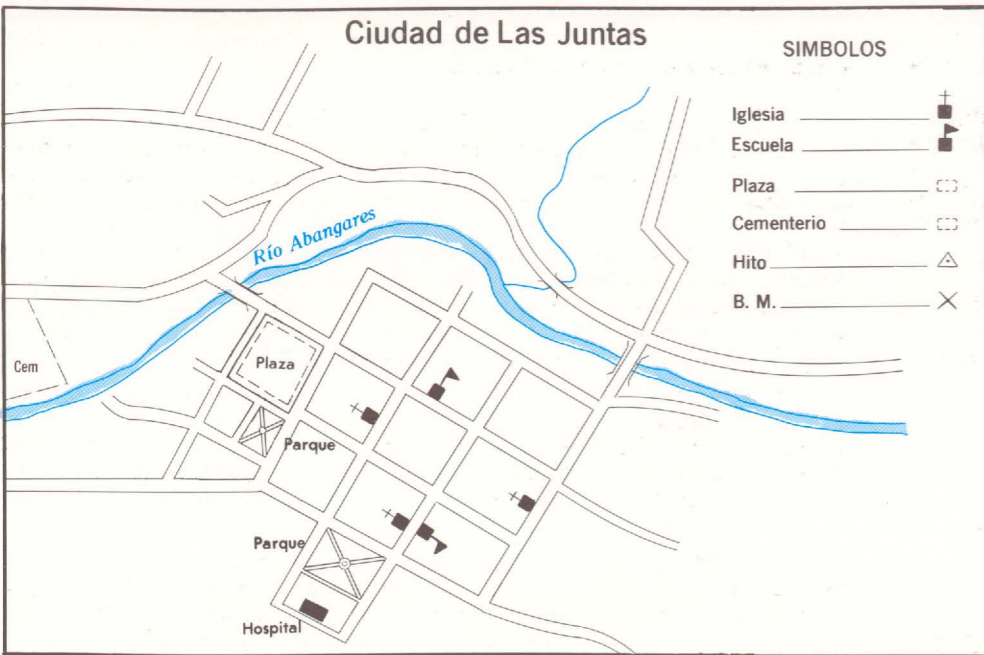 Ciudad de Las Juntas
SIMBOLOS
Iglesia
Escuela
Plaza
Cementerio
Hito
B. M.
Río Abangares
Cem
Plaza
Parque
Parque
Hospital